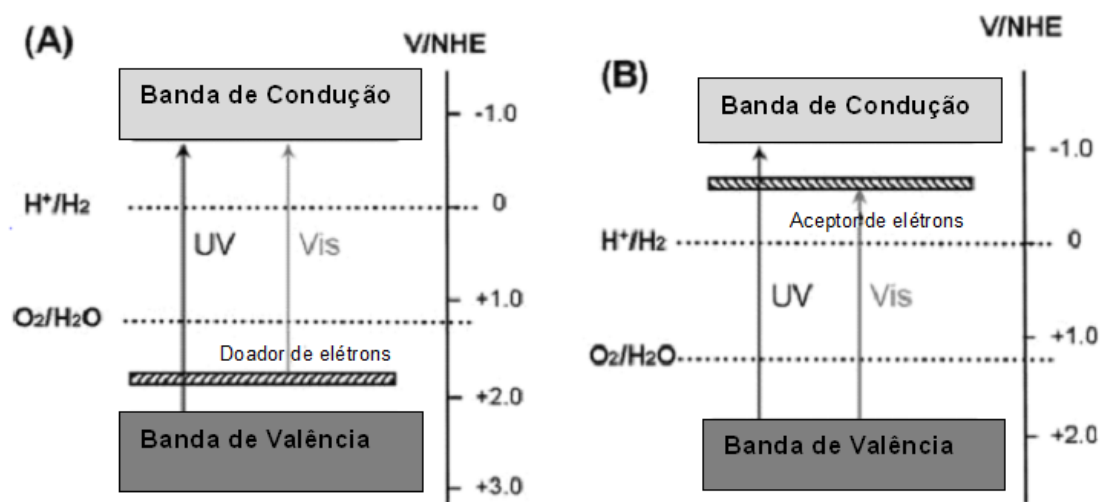 (A)
V/NHE
Banda de Condução
-1.0
H⁺/H₂
0
UV
Vis
+1.0
O₂/H₂O
Doador de elétrons
+2.0
Banda de Valência
+3.0
V/NHE
(B)
Banda de Condução
-1.0
Aceptor de elétrons
H⁺/H₂
0
UV
Vis
+1.0
O₂/H₂O
Banda de Valência
+2.0